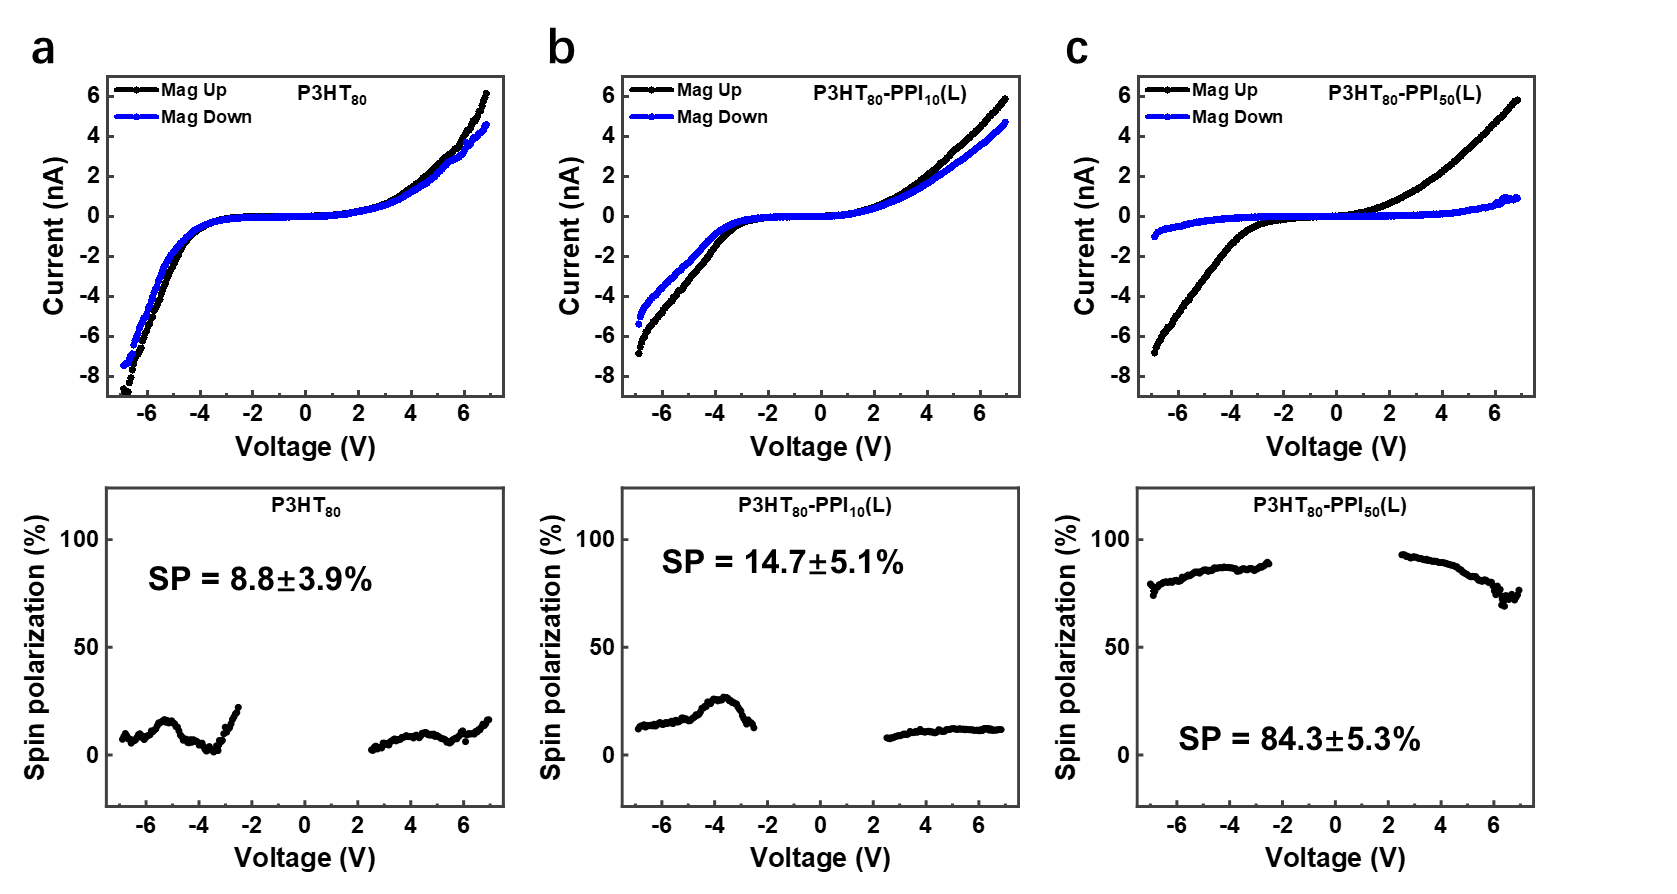 a
Mag Up
Mag Down
P3HT80
Current (nA)
6
4
2
0
-2
-4
-6
-8
-6 -4 -2 0 2 4 6
Voltage (V)
b
Mag Up
Mag Down
P3HT80-PPI10(L)
Current (nA)
6
4
2
0
-2
-4
-6
-8
-6 -4 -2 0 2 4 6
Voltage (V)
c
Mag Up
Mag Down
P3HT80-PPI50(L)
Current (nA)
6
4
2
0
-2
-4
-6
-8
-6 -4 -2 0 2 4 6
Voltage (V)
P3HT80
SP = 8.8±3.9%
Spin polarization (%)
100
50
0
-6 -4 -2 0 2 4 6
Voltage (V)
P3HT80-PPI10(L)
SP = 14.7±5.1%
Spin polarization (%)
100
50
0
-6 -4 -2 0 2 4 6
Voltage (V)
P3HT80-PPI50(L)
SP = 84.3±5.3%
Spin polarization (%)
100
50
0
-6 -4 -2 0 2 4 6
Voltage (V)